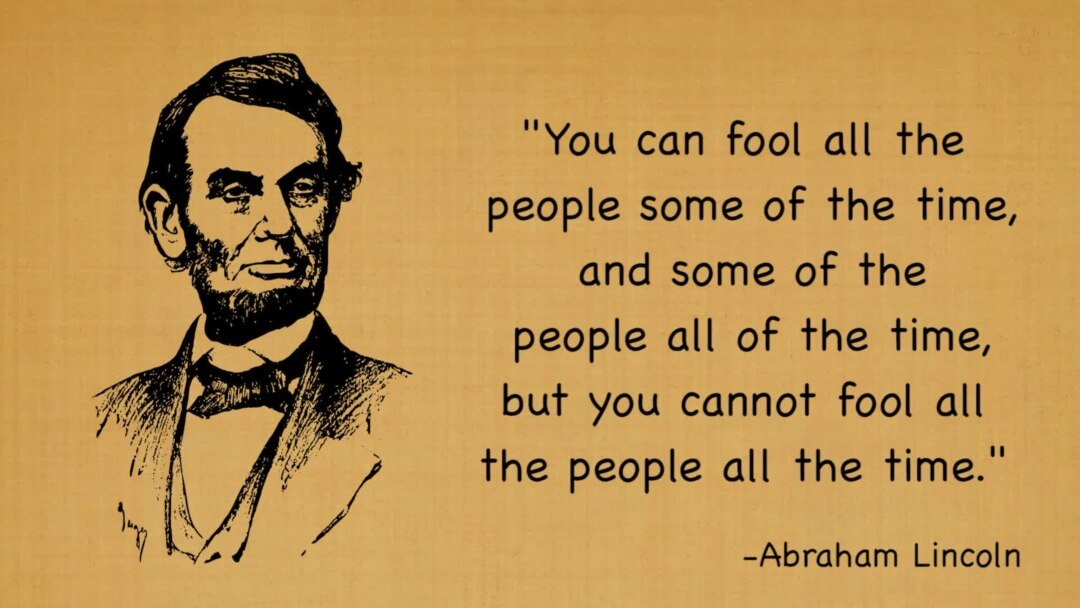 "You can fool all the
people some of the time,
and some of the
people all of the time,
but you cannot fool all
the people all the time."
-Abraham Lincoln